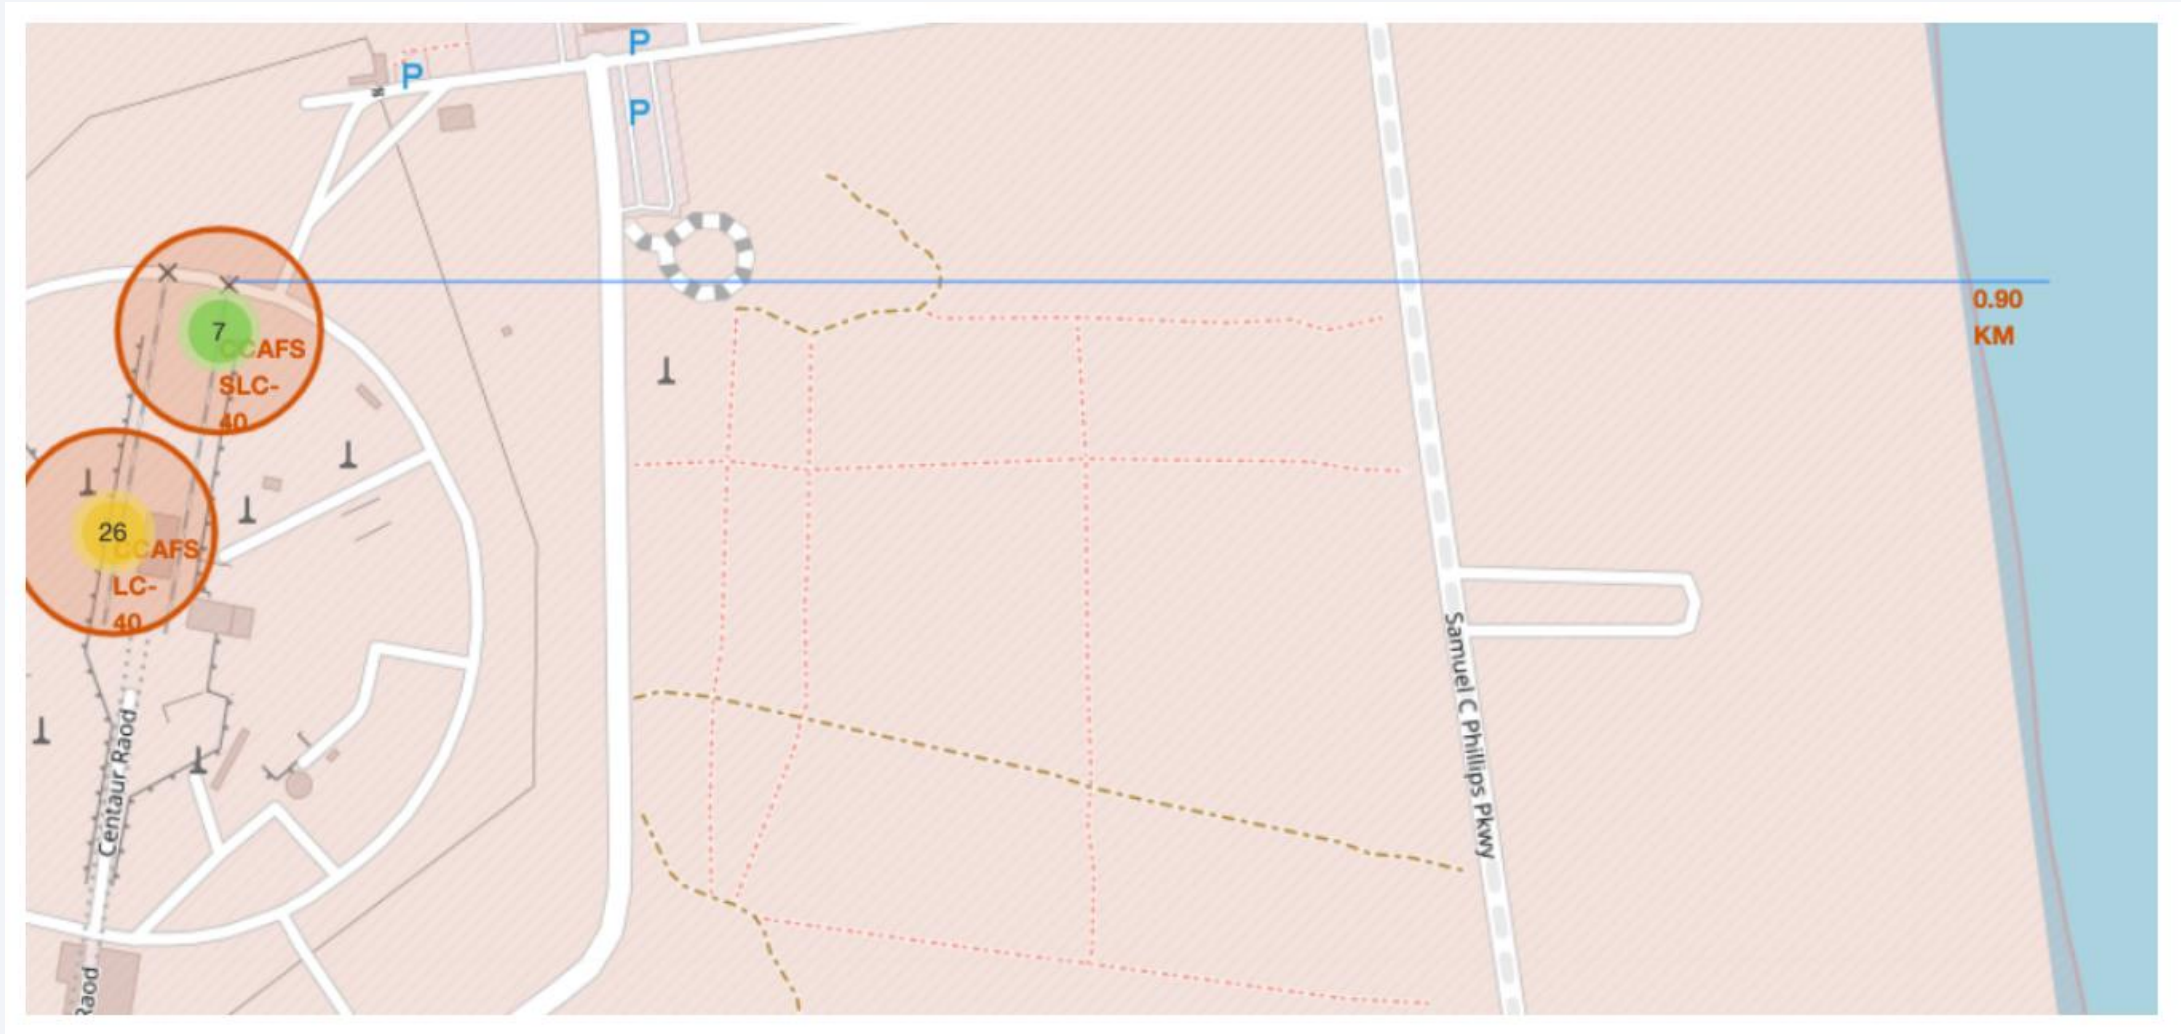 P
P
P
7
CCAFS
SLC-
40
0.90
KM
26
CCAFS
LC-
40
Samuel C Phillips Pkwy
Centaur Raod
Raod